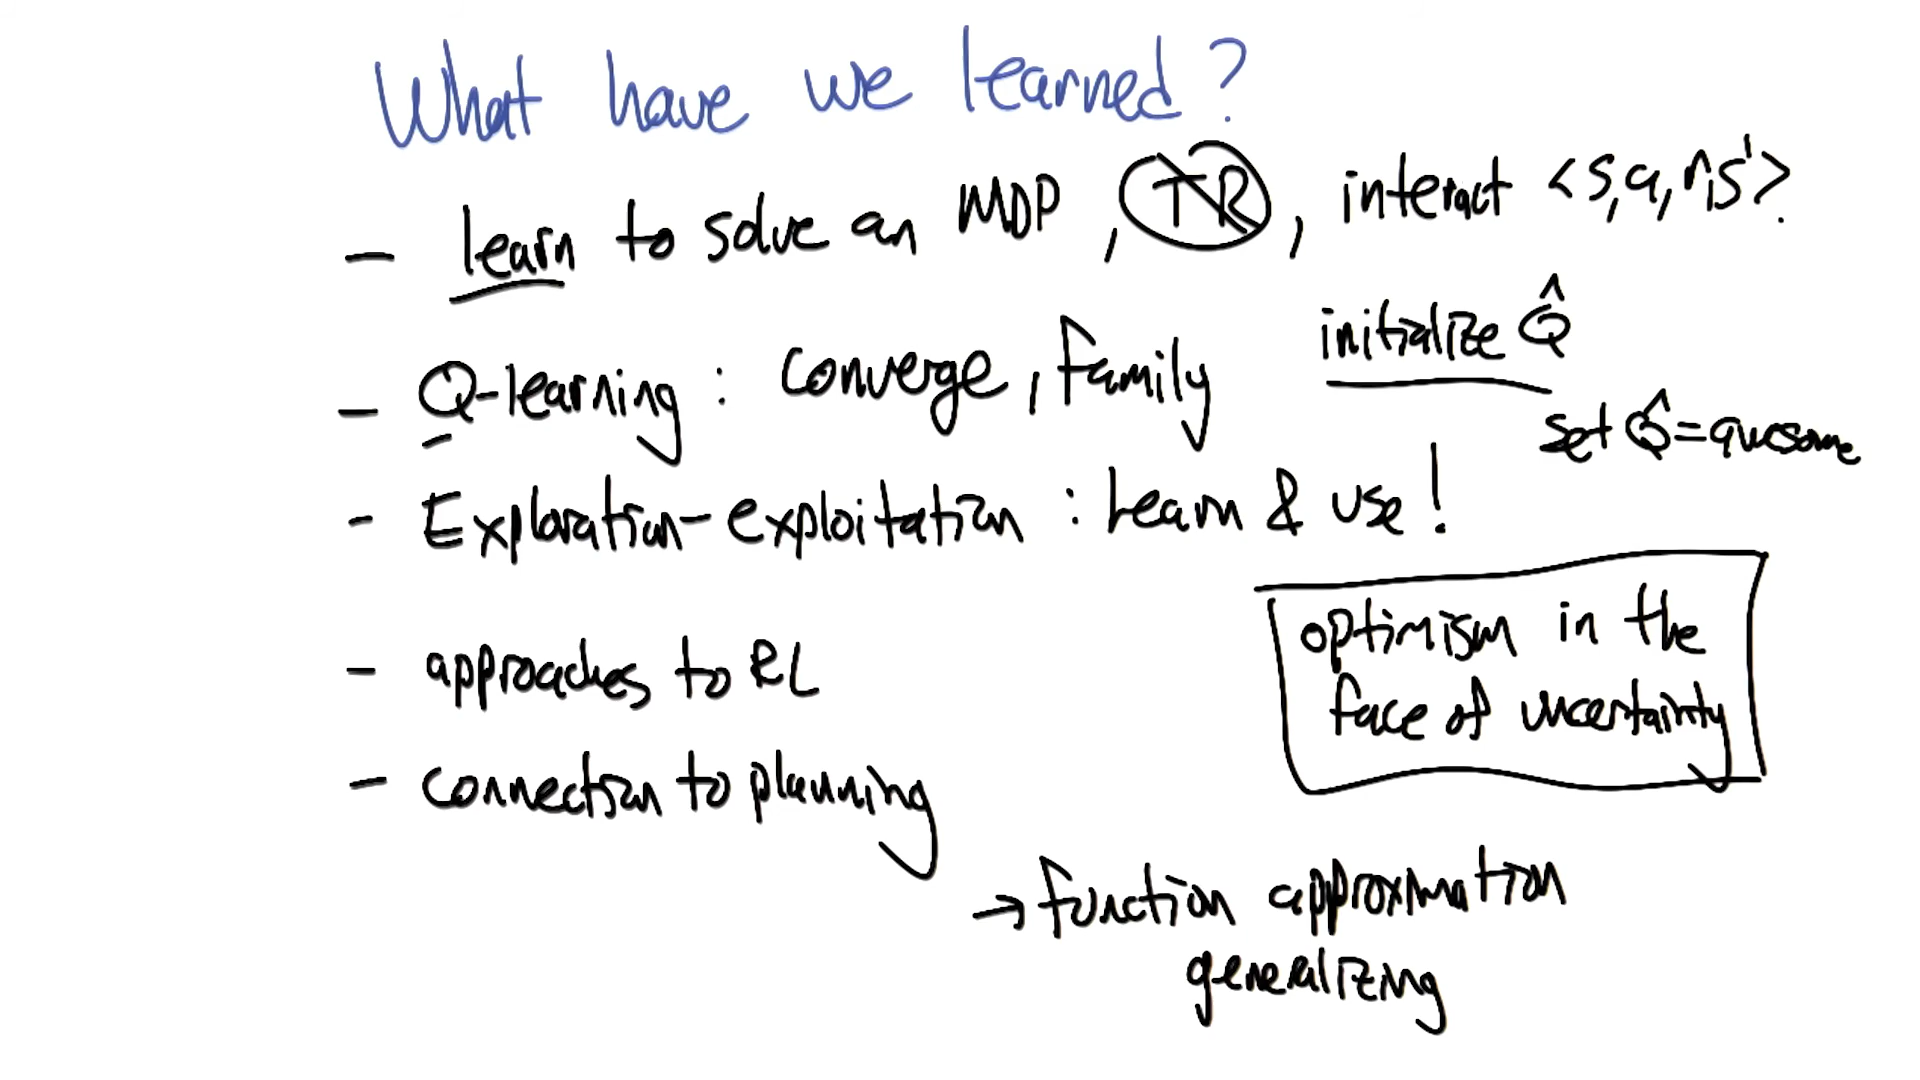 What have we learned?
- learn to solve an MDP, TR, interact <s,a,r,s'>.
- Q-learning: converge, family
initialize Q̂
set Q̂=awesome
- Exploration-exploitation: learn & use!
- approaches to RL
optimism in the
face of uncertainty
- connection to planning
→ function approximation
generalizing